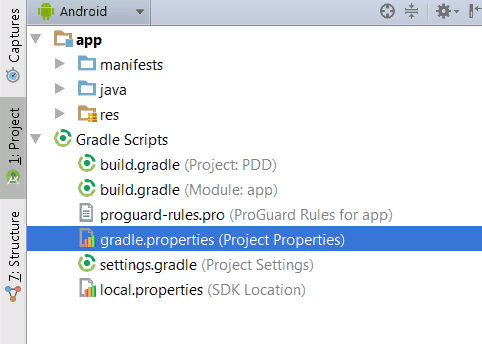 Android
Captures
1: Project
7: Structure
app
manifests
java
res
Gradle Scripts
build.gradle (Project: PDD)
build.gradle (Module: app)
proguard-rules.pro (ProGuard Rules for app)
gradle.properties (Project Properties)
settings.gradle (Project Settings)
local.properties (SDK Location)